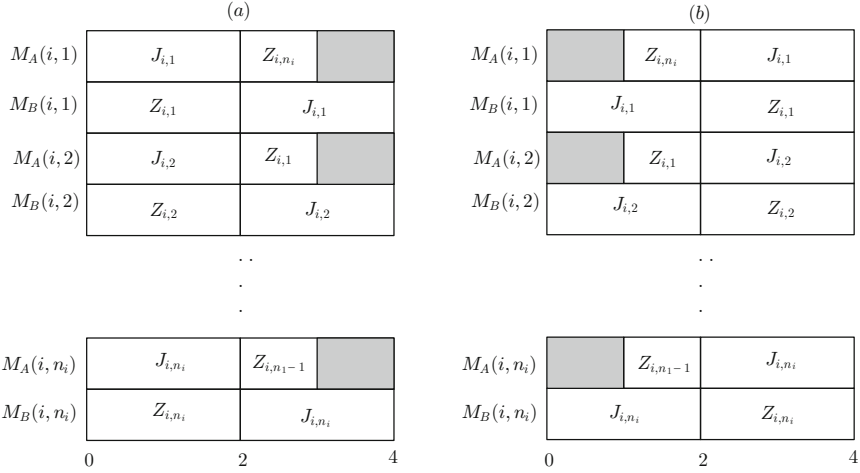 (a)
M_A(i, 1) J_{i,1} Z_{i,n_i}
M_B(i, 1) Z_{i,1} J_{i,1}
M_A(i, 2) J_{i,2} Z_{i,1}
M_B(i, 2) Z_{i,2} J_{i,2}
. .
.
.
M_A(i, n_i) J_{i,n_i} Z_{i,n_1-1}
M_B(i, n_i) Z_{i,n_i} J_{i,n_i}
0 2 4
(b)
M_A(i, 1) Z_{i,n_i} J_{i,1}
M_B(i, 1) J_{i,1} Z_{i,1}
M_A(i, 2) Z_{i,1} J_{i,2}
M_B(i, 2) J_{i,2} Z_{i,2}
. .
.
.
M_A(i, n_i) Z_{i,n_1-1} J_{i,n_i}
M_B(i, n_i) J_{i,n_i} Z_{i,n_i}
0 2 4